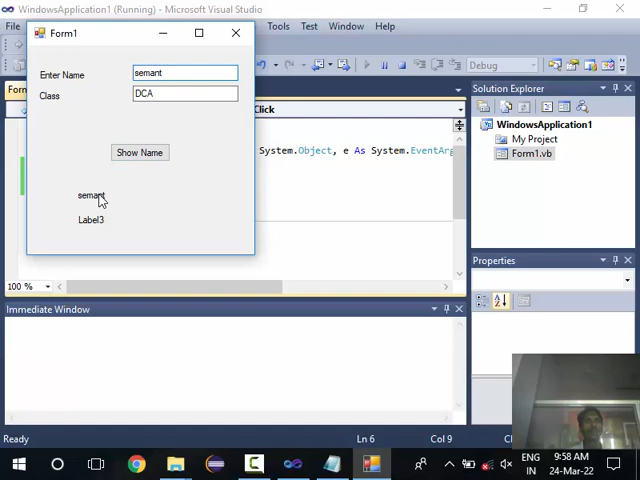 WindowsApplication1 (Running) - Microsoft Visual Studio
File
Tools Test Window Help
Form1
Debug
Enter Name semant
Class DCA
Show Name
semant
Label3
System.Object, e As System.EventArg
Click
100 %
Solution Explorer
WindowsApplication1
My Project
Form1.vb
Properties
Immediate Window
Ready
Ln 6
Col 9
ENG
IN
9:58 AM
24-Mar-22